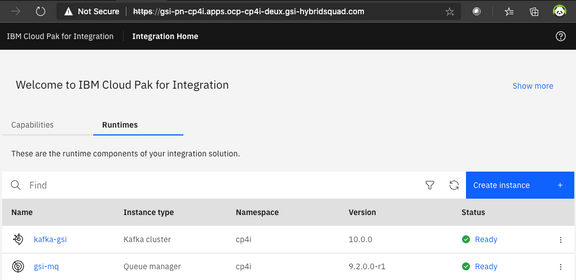 Not Secure https://gsi-pn-cp4i.apps.ocp-cp4i-deux.gsi-hybridsquad.com
IBM Cloud Pak for Integration Integration Home
Welcome to IBM Cloud Pak for Integration Show more
Capabilities Runtimes
These are the runtime components of your integration solution.
Find Create instance +
Name Instance type Namespace Version Status
kafka-gsi Kafka cluster cp4i 10.0.0 Ready
gsi-mq Queue manager cp4i 9.2.0.0-r1 Ready